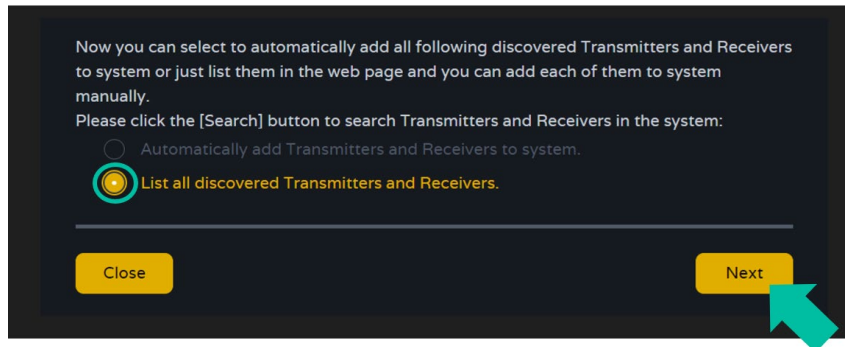 Now you can select to automatically add all following discovered Transmitters and Receivers
to system or just list them in the web page and you can add each of them to system
manually.
Please click the [Search] button to search Transmitters and Receivers in the system:
Automatically add Transmitters and Receivers to system.
List all discovered Transmitters and Receivers.
Close
Next